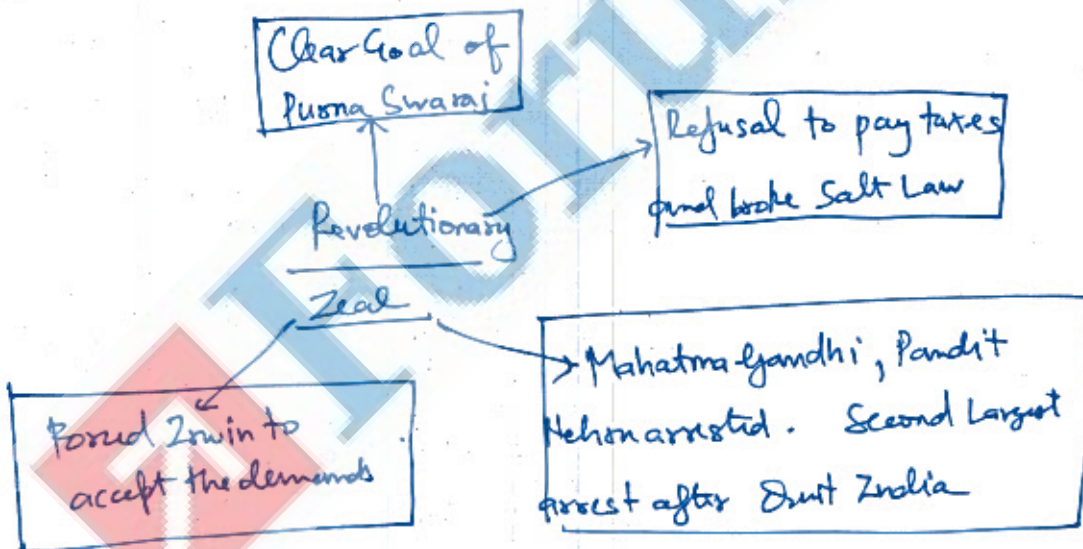 Clear Goal of
Purna Swaraj
Refusal to pay taxes
and broke Salt Law
Revolutionary
Zeal
Forced Irwin to
accept the demands
Mahatma Gandhi, Pandit
Nehru arrested. Second Largest
arrest after Quit India
Foru